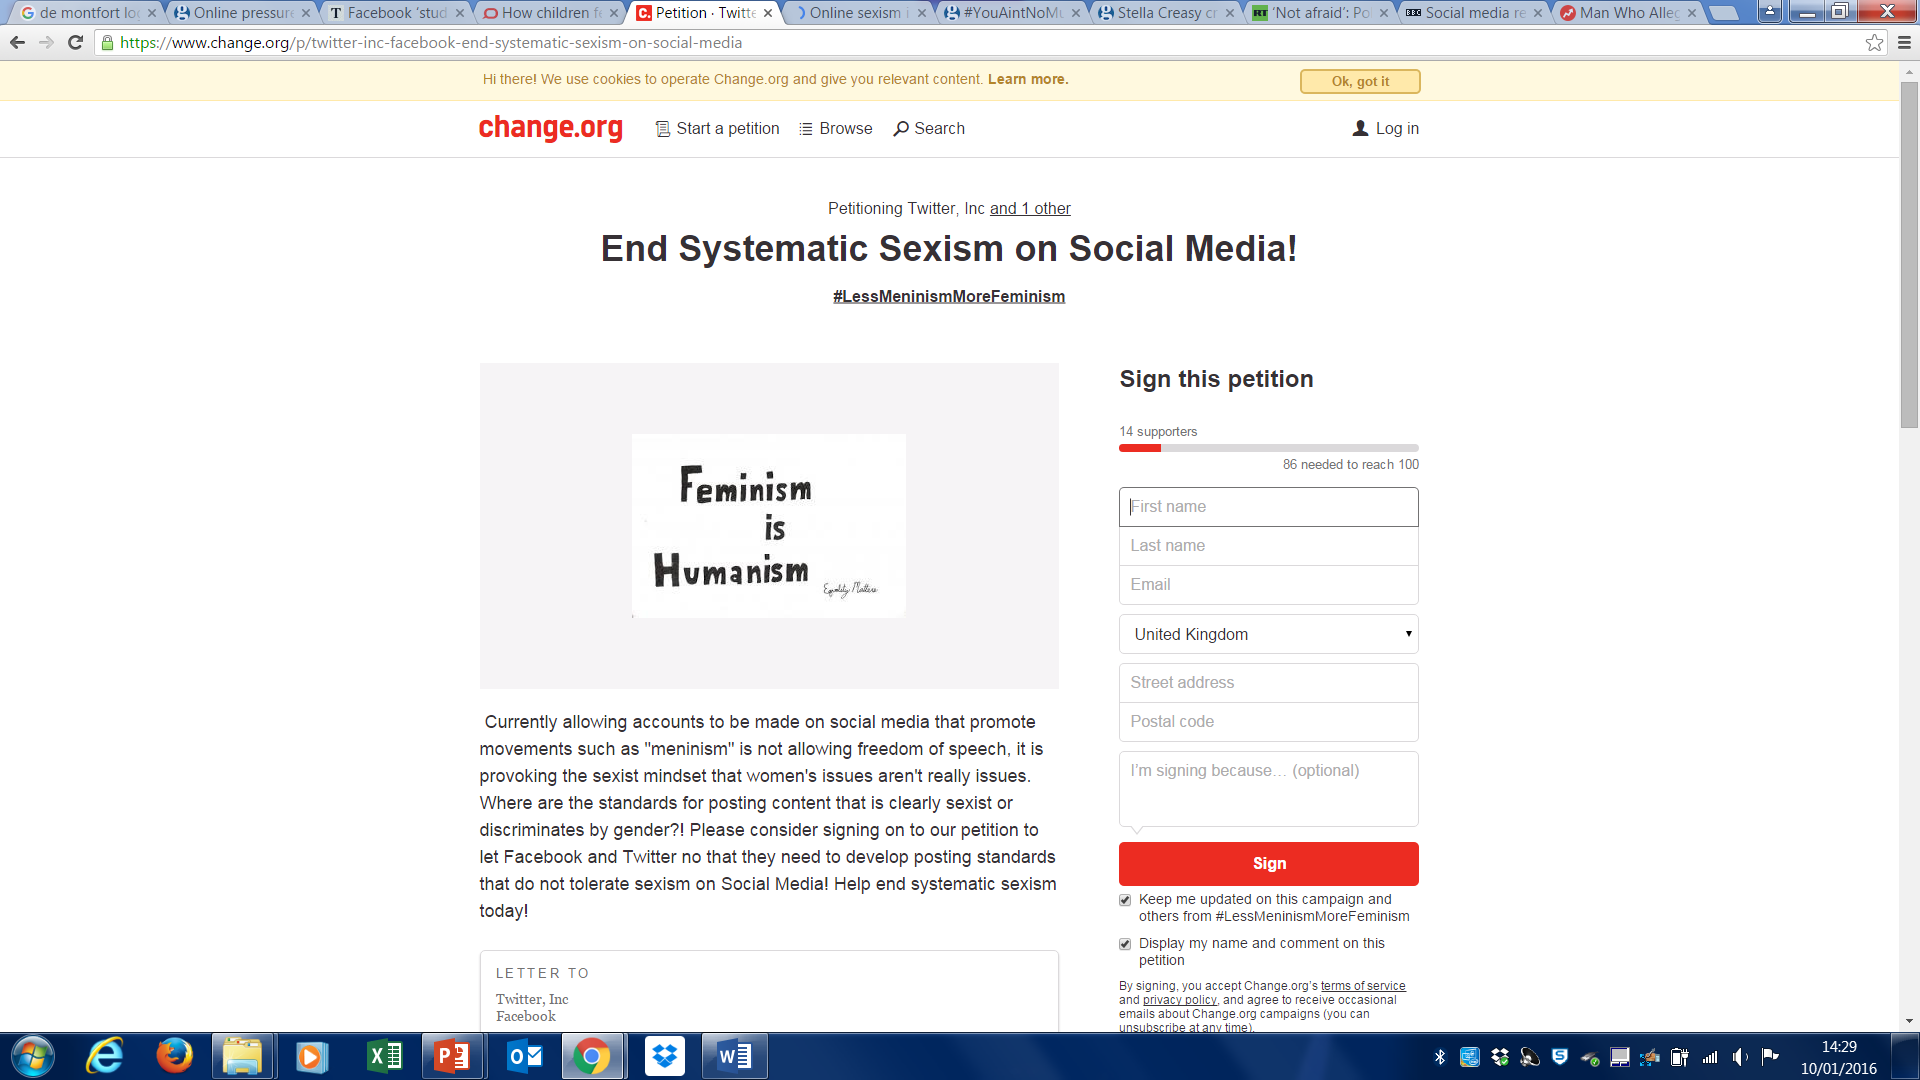 de montfort lo
Online pressure
Facebook 'stud
How children f
Petition · Twitte
Online sexism i
#YouAintNoMu
Stella Creasy cr
'Not afraid': Po
Social media re
Man Who Alleg
https://www.change.org/p/twitter-inc-facebook-end-systematic-sexism-on-social-media
Hi there! We use cookies to operate Change.org and give you relevant content. Learn more.
Ok, got it
change.org
Start a petition
Browse
Search
Log in
Petitioning Twitter, Inc and 1 other
End Systematic Sexism on Social Media!
#LessMeninismMoreFeminism
Feminism
is
Humanism
Equality Matters
Currently allowing accounts to be made on social media that promote
movements such as "meninism" is not allowing freedom of speech, it is
provoking the sexist mindset that women's issues aren't really issues.
Where are the standards for posting content that is clearly sexist or
discriminates by gender?! Please consider signing on to our petition to
let Facebook and Twitter no that they need to develop posting standards
that do not tolerate sexism on Social Media! Help end systematic sexism
today!
LETTER TO
Twitter, Inc
Facebook
Sign this petition
14 supporters
86 needed to reach 100
First name
Last name
Email
United Kingdom
Street address
Postal code
I'm signing because… (optional)
Sign
Keep me updated on this campaign and
others from #LessMeninismMoreFeminism
Display my name and comment on this
petition
By signing, you accept Change.org's terms of service
and privacy policy, and agree to receive occasional
emails about Change.org campaigns (you can
unsubscribe at any time).
14:29
10/01/2016